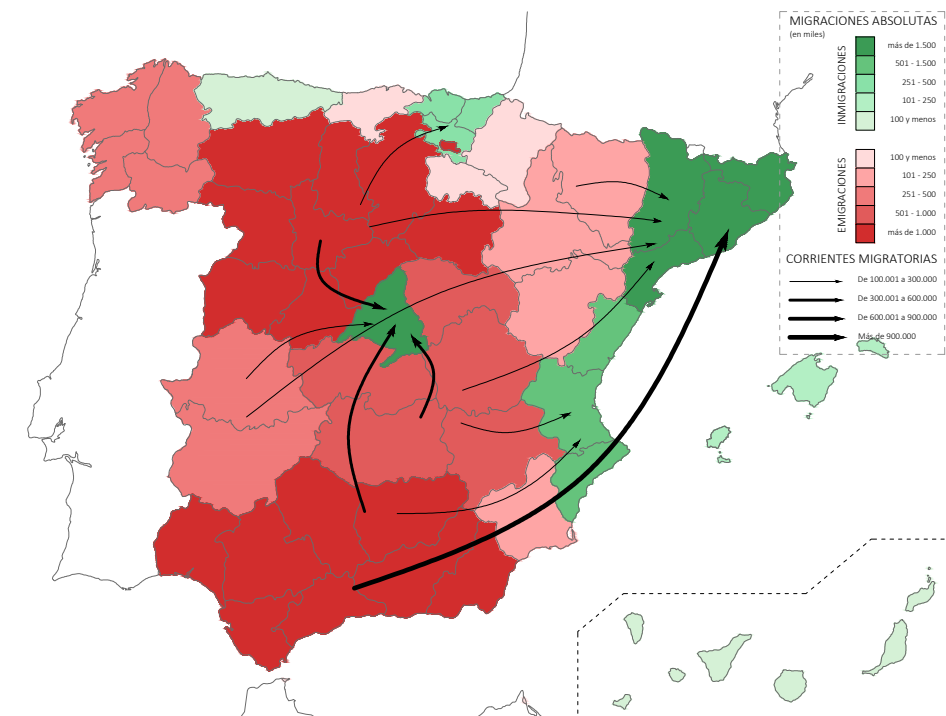 MIGRACIONES ABSOLUTAS
(en miles)
INMIGRACIONES
más de 1.500
501 - 1.500
251 - 500
101 - 250
100 y menos
EMIGRACIONES
100 y menos
101 - 250
251 - 500
501 - 1.000
más de 1.000
CORRIENTES MIGRATORIAS
De 100.001 a 300.000
De 300.001 a 600.000
De 600.001 a 900.000
Más de 900.000